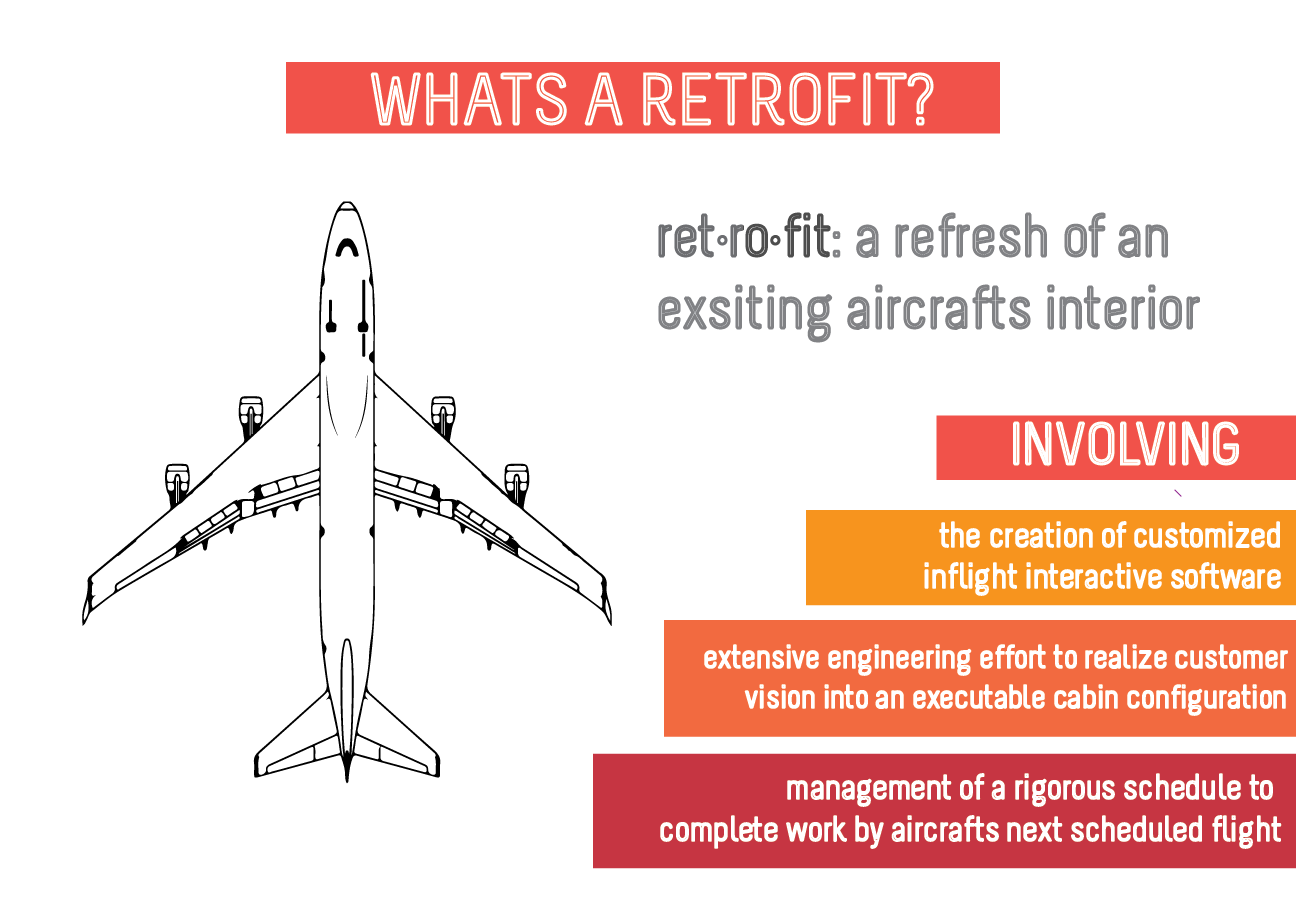 WHATS A RETROFIT?
ret•ro•fit: a refresh of an
exsiting aircrafts interior
INVOLVING
the creation of customized
inflight interactive software
extensive engineering effort to realize customer
vision into an executable cabin configuration
management of a rigorous schedule to
complete work by aircrafts next scheduled flight